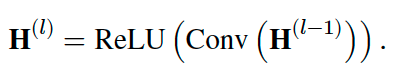 H^{(l)} = ReLU (Conv (H^{(l−1)})) .